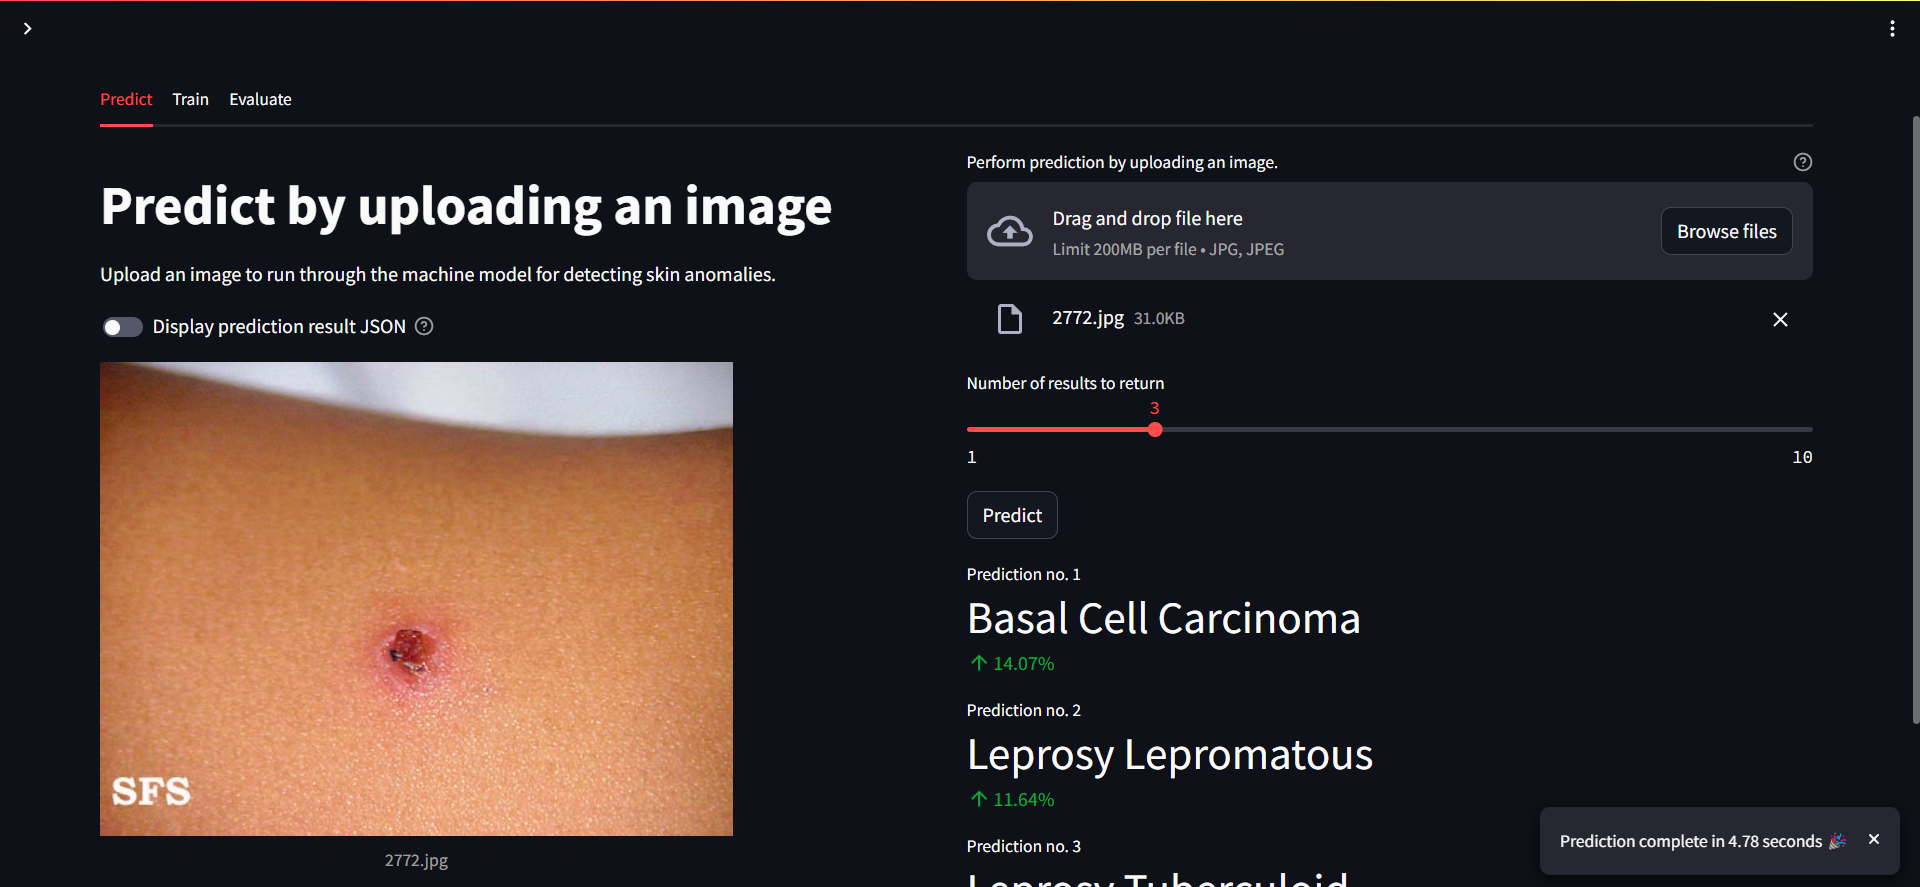 Predict Train Evaluate
Predict by uploading an image
Upload an image to run through the machine model for detecting skin anomalies.
Display prediction result JSON
SFS
2772.jpg
Perform prediction by uploading an image.
Drag and drop file here
Limit 200MB per file • JPG, JPEG
Browse files
2772.jpg 31.0KB
Number of results to return
3
1 10
Predict
Prediction no. 1
Basal Cell Carcinoma
↑ 14.07%
Prediction no. 2
Leprosy Lepromatous
↑ 11.64%
Prediction no. 3
Leprosy Tuberculoid
Prediction complete in 4.78 seconds 🎉